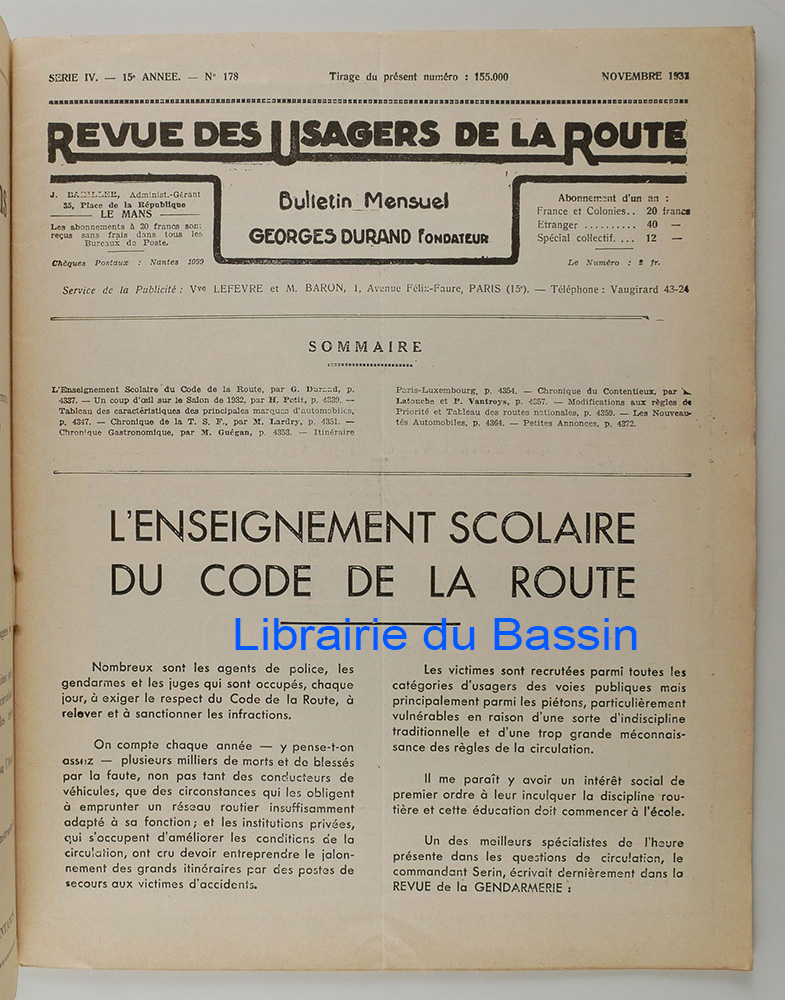 SERIE IV. — 15e ANNEE. — N° 178 Tirage du présent numéro : 155.000 NOVEMBRE 1932
REVUE DES USAGERS DE LA ROUTE
Bulletin Mensuel
GEORGES DURAND FONDATEUR
J. Administ.-Gérant
35, Place de la République
LE MANS
Les abonnements à 20 francs sont
reçus sans frais dans tous les
Bureaux de Poste.
Chèques Postaux : Nantes 1099
Abonnement d'un an :
France et Colonies.. 20 francs
Etranger .......... 40 —
Spécial collectif. ... 12 —
Le Numéro : 2 fr.
Service de la Publicité : Vve LEFEVRE et M. BARON, 1, Avenue Félix-Faure, PARIS (15e). — Téléphone : Vaugirard 43-24
SOMMAIRE
L'Enseignement Scolaire du Code de la Route, par G. Durand, p.
4337. — Un coup d'œil sur le Salon de 1932, par H. Petit, p. 4339. —
Tableau des caractéristiques des principales marques d'automobiles,
p. 4347. — Chronique de la T. S. F., par M. Lardry, p. 4351. —
Chronique Gastronomique, par M. Guégan, p. 4353. — Itinéraire
Paris-Luxembourg, p. 4354. — Chronique du Contentieux, par
Latouche et P. Vantroys, p. 4357. — Modifications aux règles de
Priorité et Tableau des routes nationales, p. 4359. — Les Nouveau-
tés Automobiles, p. 4364. — Petites Annonces, p. 4372.
L'ENSEIGNEMENT SCOLAIRE
DU CODE DE LA ROUTE
Librairie du Bassin
Nombreux sont les agents de police, les
gendarmes et les juges qui sont occupés, chaque
jour, à exiger le respect du Code de la Route, à
relever et à sanctionner les infractions.
On compte chaque année — y pense-t-on
assez — plusieurs milliers de morts et de blessés
par la faute, non pas tant des conducteurs de
véhicules, que des circonstances qui les obligent
à emprunter un réseau routier insuffisamment
adapté à sa fonction ; et les institutions privées,
qui s'occupent d'améliorer les conditions de la
circulation, ont cru devoir entreprendre le jalon-
nement des grands itinéraires par des postes de
secours aux victimes d'accidents.
Les victimes sont recrutées parmi toutes les
catégories d'usagers des voies publiques mais
principalement parmi les piétons, particulièrement
vulnérables en raison d'une sorte d'indiscipline
traditionnelle et d'une trop grande méconnais-
sance des règles de la circulation.
Il me paraît y avoir un intérêt social de
premier ordre à leur inculquer la discipline rou-
tière et cette éducation doit commencer à l'école.
Un des meilleurs spécialistes de l'heure
présente dans les questions de circulation, le
commandant Serin, écrivait dernièrement dans la
REVUE de la GENDARMERIE :